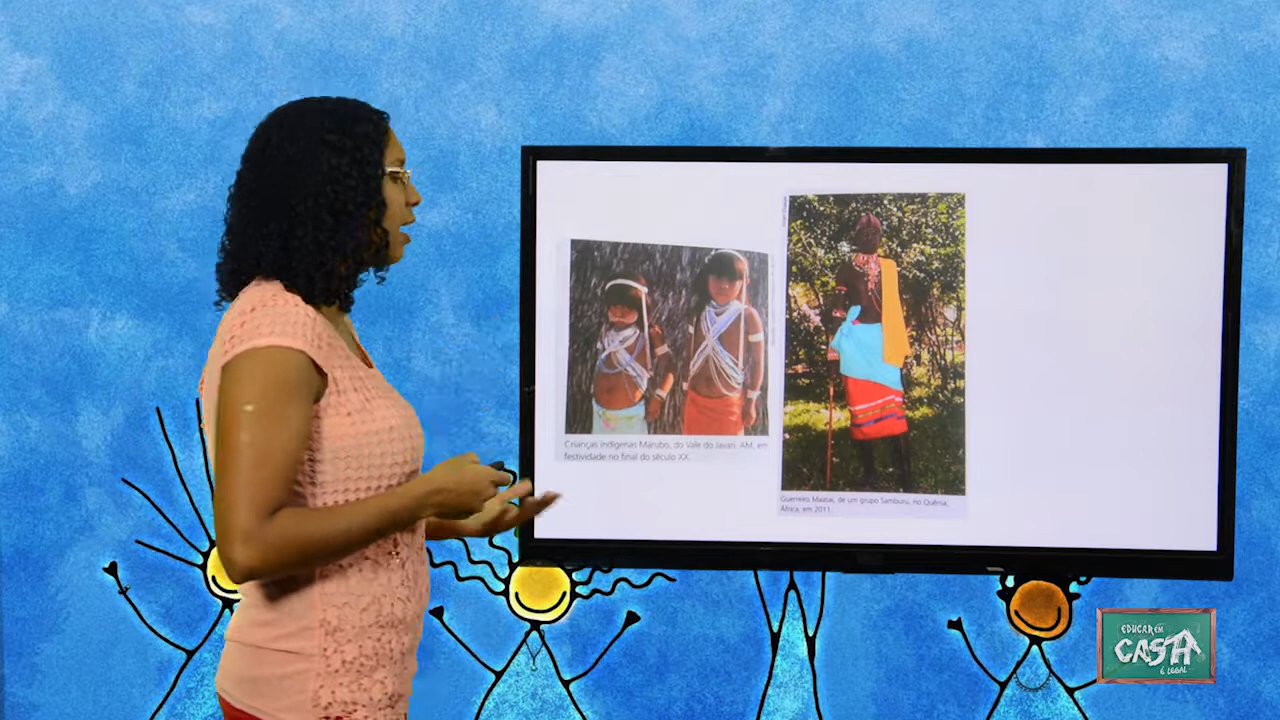 Crianças indígenas Marubo, do Vale do Javari. AM, em
festividade no final do século XX.
Guerreiro Maasai, de um grupo Samburu, no Quênia,
África, em 2011.
EDUCAR EM
CASA
É LEGAL